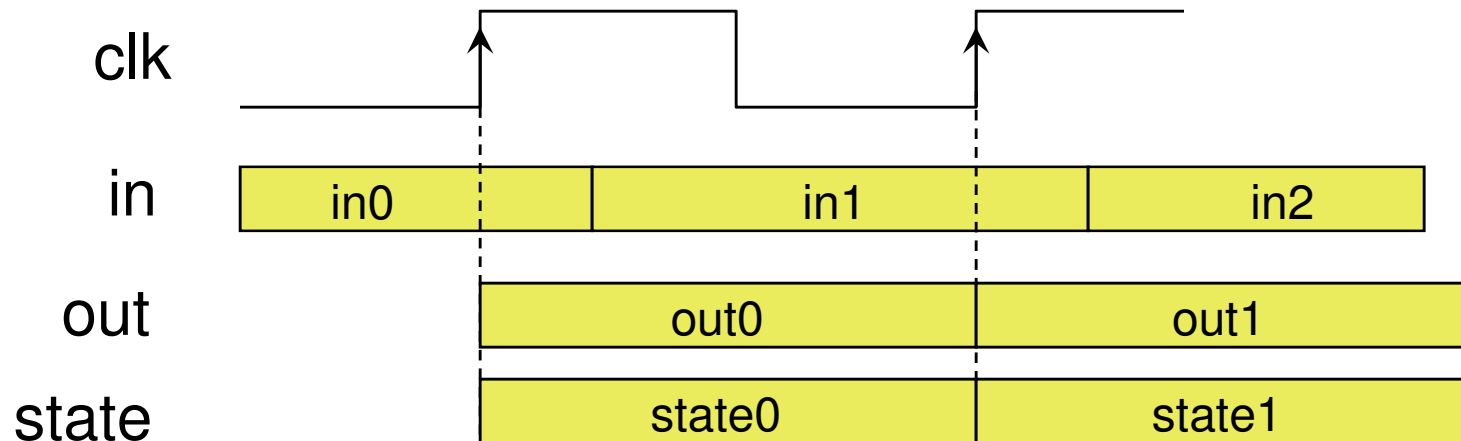 clk
in in0 in1 in2
out out0 out1
state state0 state1